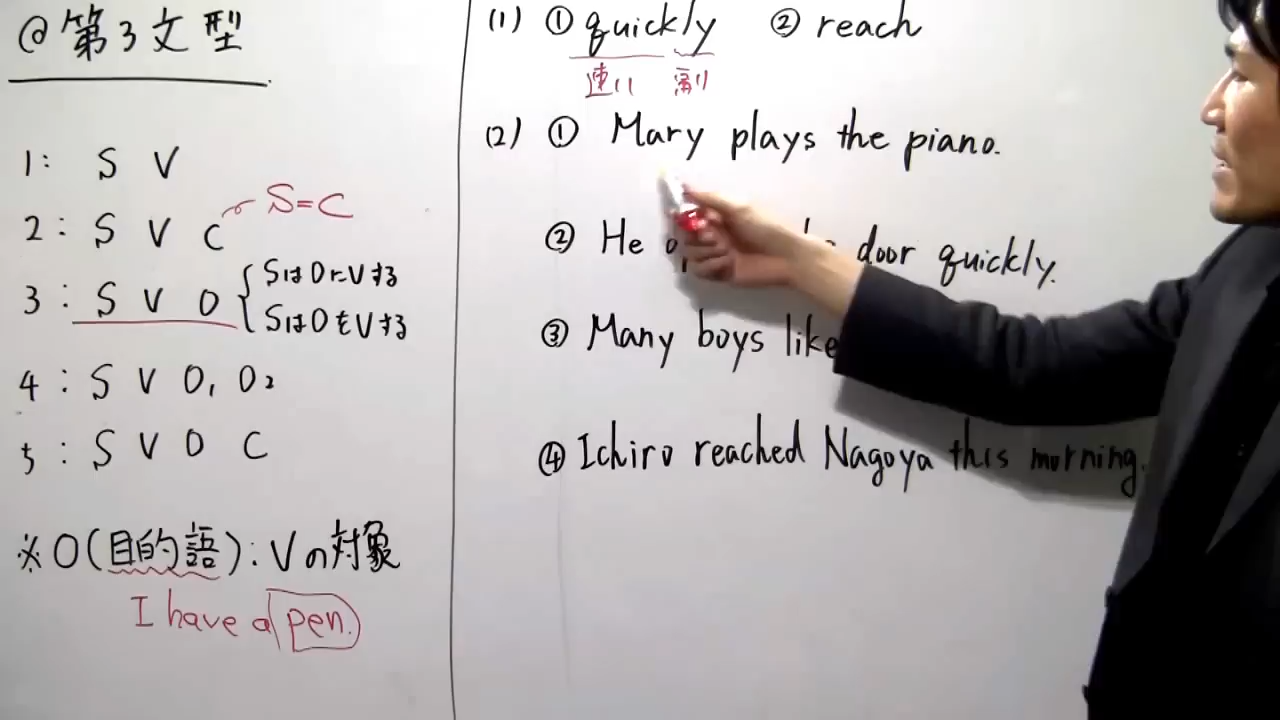 @第3文型
1: S V
2: S V C S=C
3: S V O SはOにVする
SはOをVする
4: S V O₁ O₂
5: S V O C
※O(目的語): Vの対象
I have a pen.
(1) ① quickly ② reach
速い 副
(2) ① Mary plays the piano.
② He door quickly.
③ Many boys like
④ Ichiro reached Nagoya this morning.